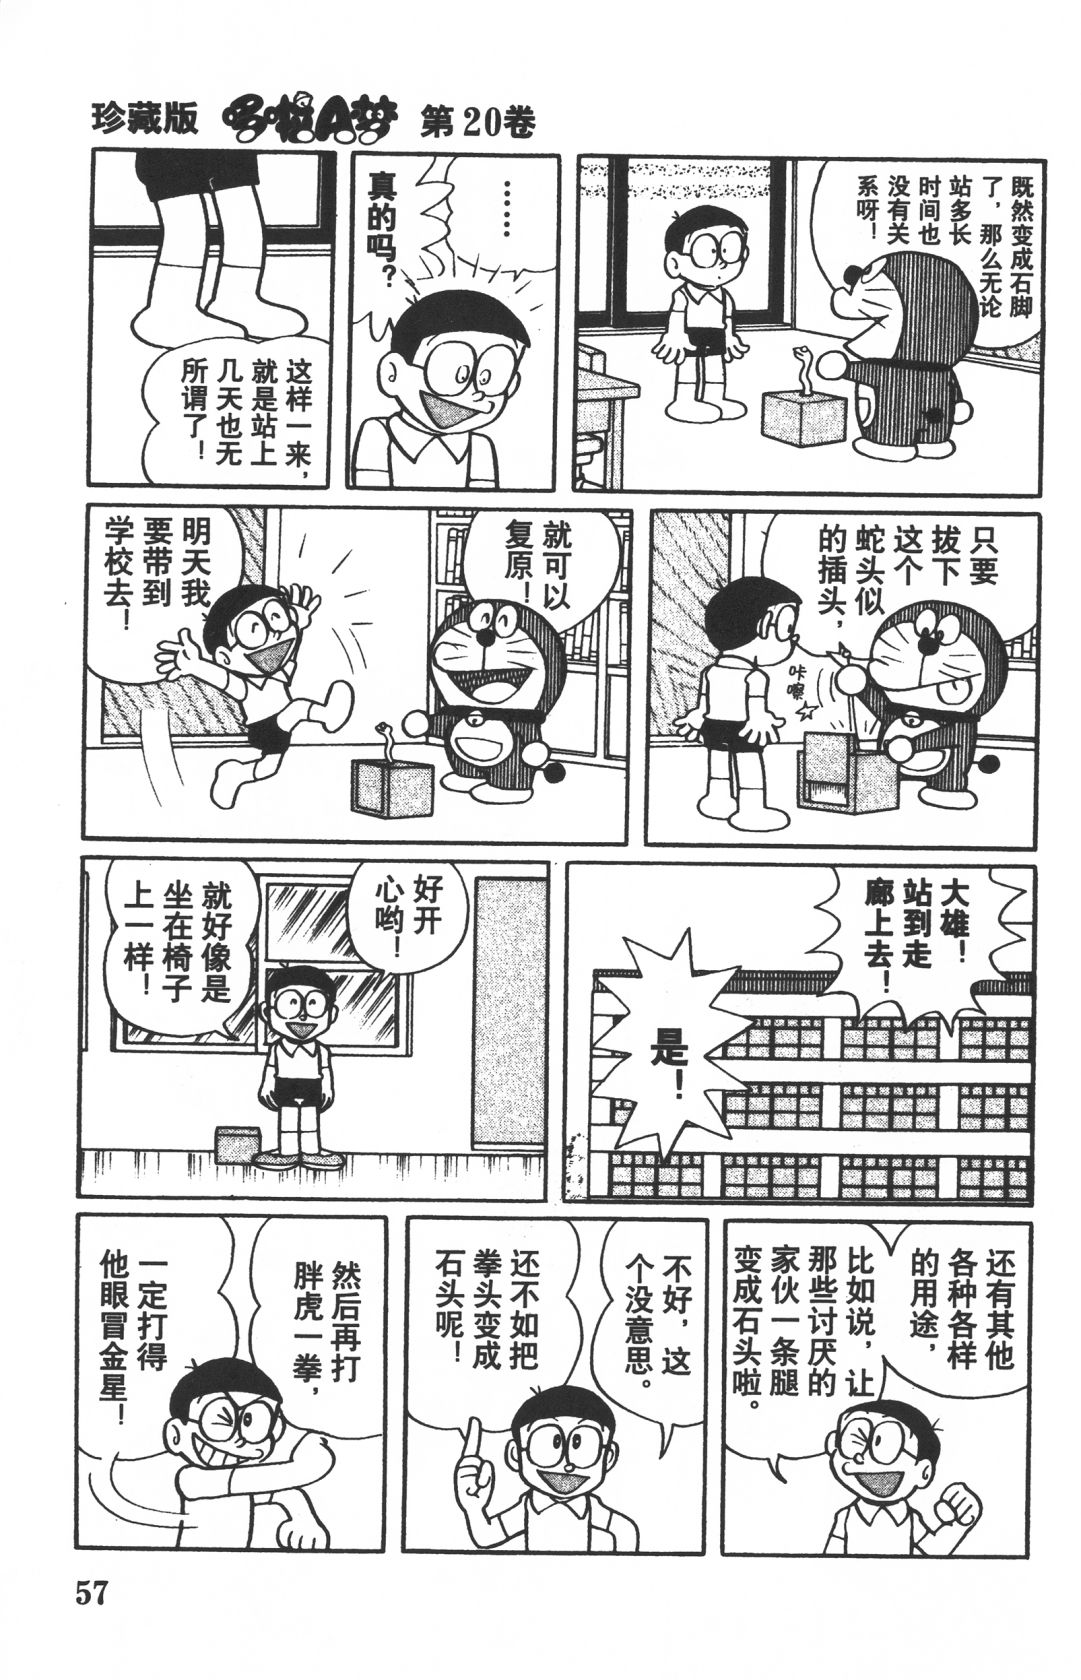 珍藏版 哆啦A梦 第20卷
既然变成石脚
了，那么无论
站多长
时间也
没有关
系呀！
……
真的吗？
这样一来，
就是站上
几天也无
所谓了！
只要
拔下
这个
蛇头似
的插头，
咔嚓
就可以
复原！
明天我
要带到
学校去！
大雄！
站到走
廊上去！
是！
好开
心哟！
就好像是
坐在椅子
上一样！
还有其他
各种各样
的用途，
比如说，让
那些讨厌的
家伙一条腿
变成石头啦。
不好，这
个没意思。
还不如把
拳头变成
石头呢！
然后再打
胖虎一拳，
一定打得
他眼冒金星！
57